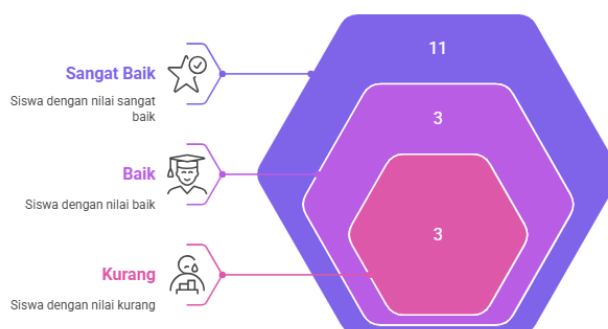 11
Sangat Baik
Siswa dengan nilai sangat
baik
3
Baik
Siswa dengan nilai baik
3
Kurang
Siswa dengan nilai kurang